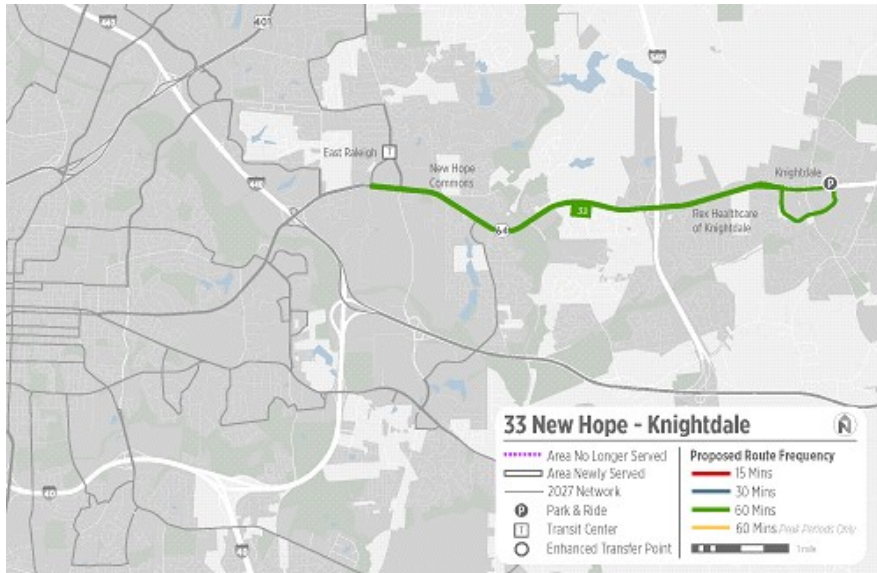 440
401
540
East Raleigh T
New Hope
Commons
Knightdale
P
440
33
Rex Healthcare
of Knightdale
64
40
40
33 New Hope - Knightdale
N
Area No Longer Served
Area Newly Served
2027 Network
P Park & Ride
T Transit Center
Enhanced Transfer Point
Proposed Route Frequency
15 Mins
30 Mins
60 Mins
60 Mins Peak Periods Only
1 mile